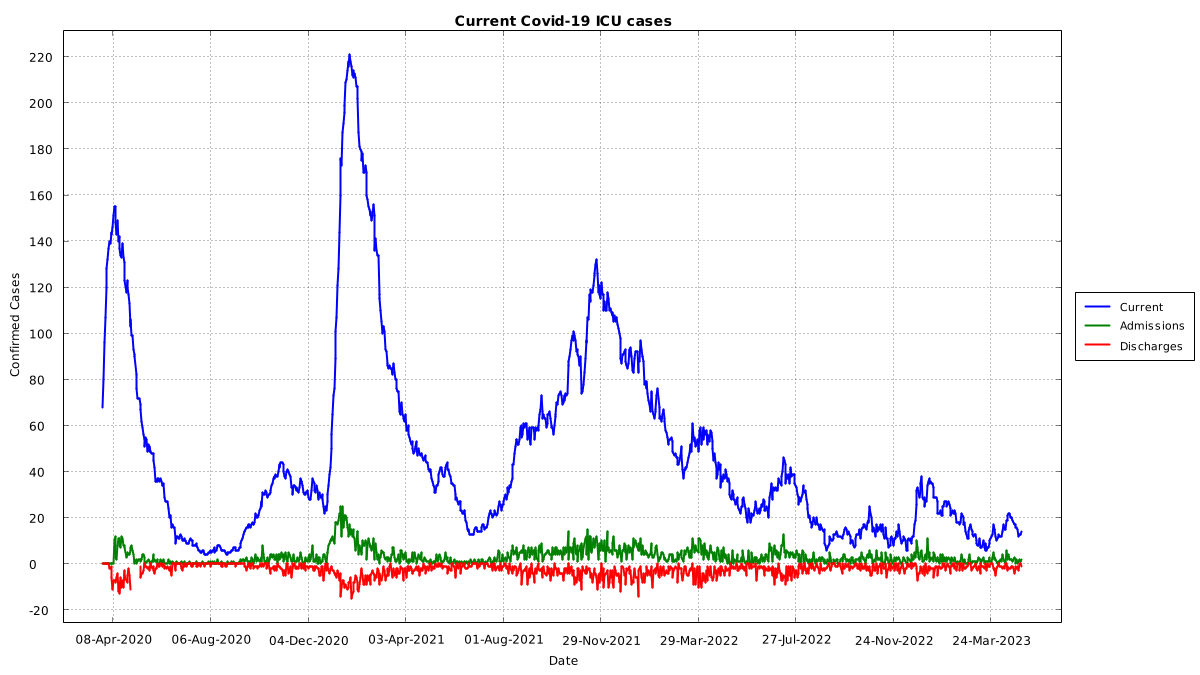 Current Covid-19 ICU cases
Confirmed Cases
220
200
180
160
140
120
100
80
60
40
20
0
-20
08-Apr-2020 06-Aug-2020 04-Dec-2020 03-Apr-2021 01-Aug-2021 29-Nov-2021 29-Mar-2022 27-Jul-2022 24-Nov-2022 24-Mar-2023
Date
Current
Admissions
Discharges